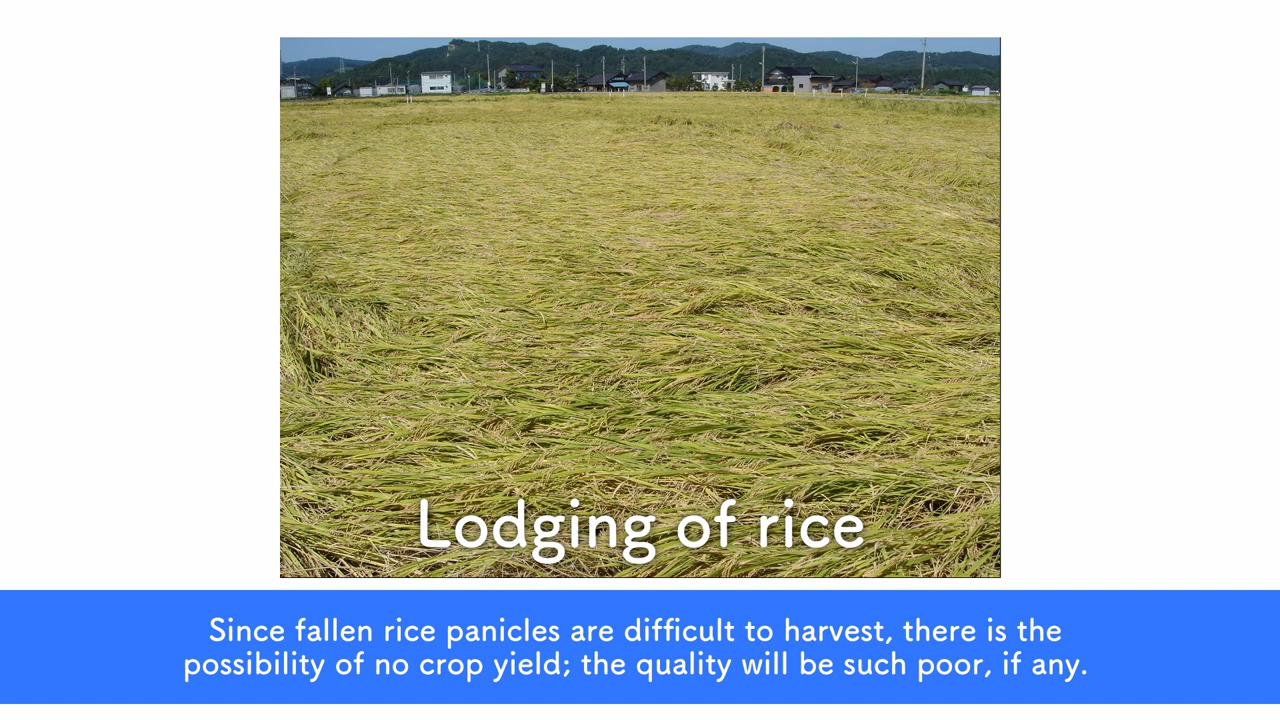 Lodging of rice
Since fallen rice panicles are difficult to harvest, there is the
possibility of no crop yield; the quality will be such poor, if any.